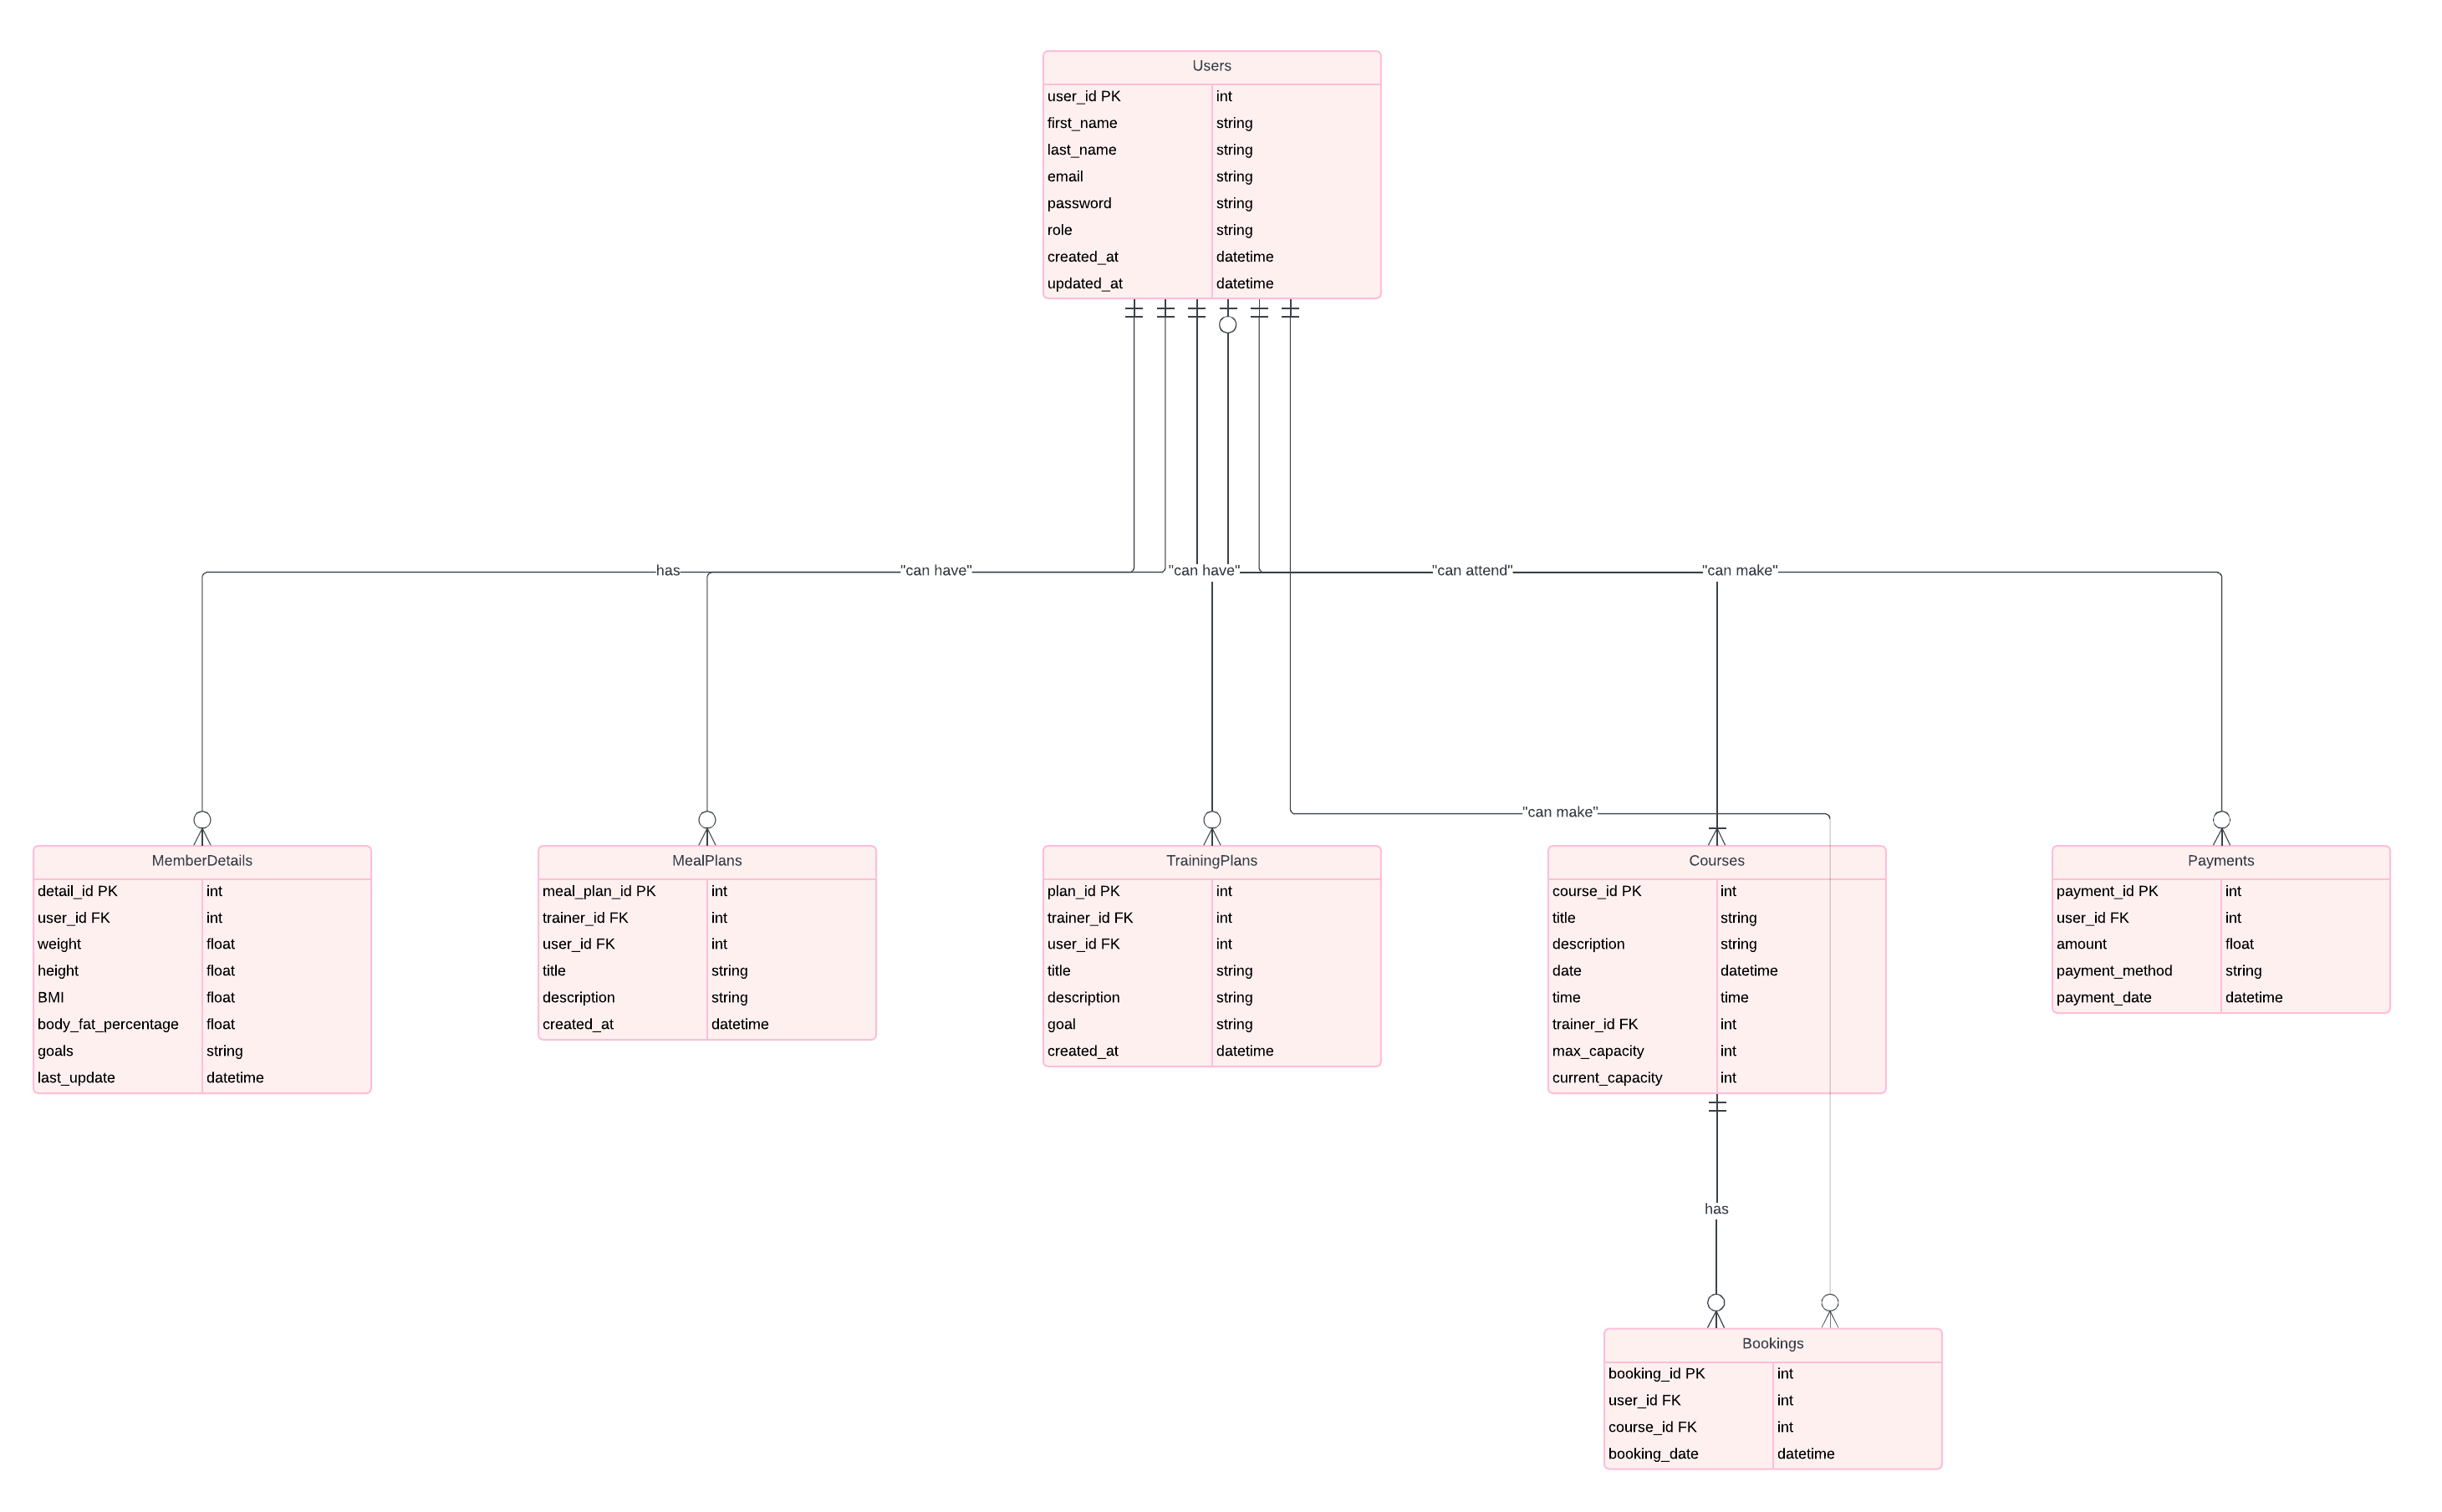 Users
user_id PK int
first_name string
last_name string
email string
password string
role string
created_at datetime
updated_at datetime
has "can have" "can have" "can attend" "can make"
"can make"
MemberDetails
detail_id PK int
user_id FK int
weight float
height float
BMI float
body_fat_percentage float
goals string
last_update datetime
MealPlans
meal_plan_id PK int
trainer_id FK int
user_id FK int
title string
description string
created_at datetime
TrainingPlans
plan_id PK int
trainer_id FK int
user_id FK int
title string
description string
goal string
created_at datetime
Courses
course_id PK int
title string
description string
date datetime
time time
trainer_id FK int
max_capacity int
current_capacity int
Payments
payment_id PK int
user_id FK int
amount float
payment_method string
payment_date datetime
has
Bookings
booking_id PK int
user_id FK int
course_id FK int
booking_date datetime